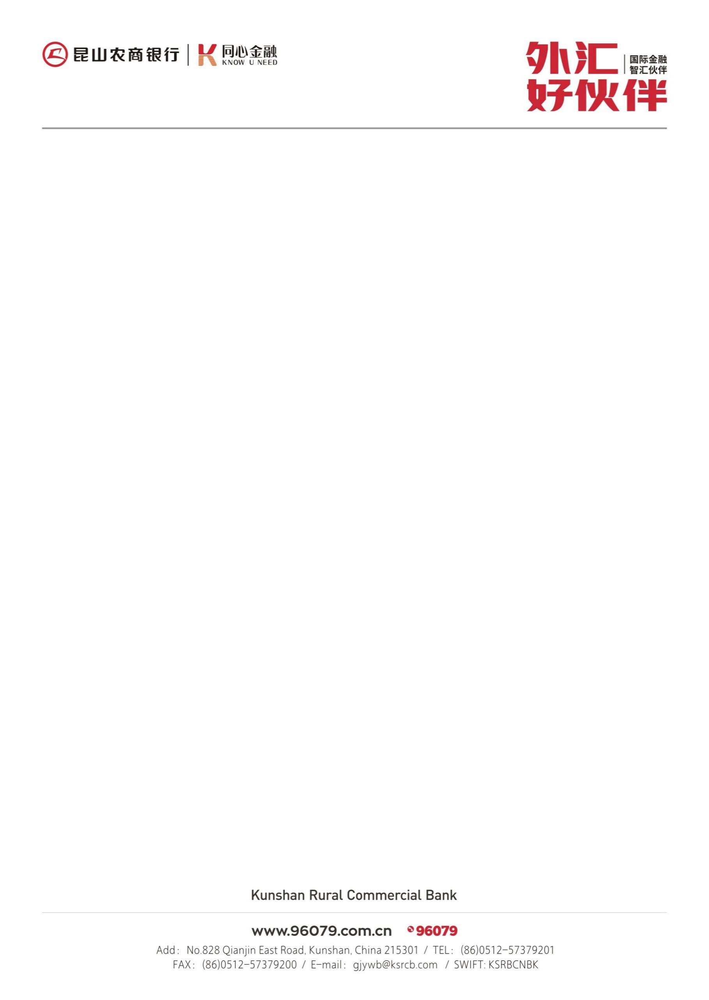 昆山农商银行 同心金融
KNOW U NEED
外汇 国际金融
智汇伙伴
好伙伴
Kunshan Rural Commercial Bank
www.96079.com.cn 96079
Add：No.828 Qianjin East Road, Kunshan, China 215301 / TEL：(86)0512-57379201
FAX：(86)0512-57379200 / E-mail：gjywb@ksrcb.com / SWIFT: KSRBCNBK